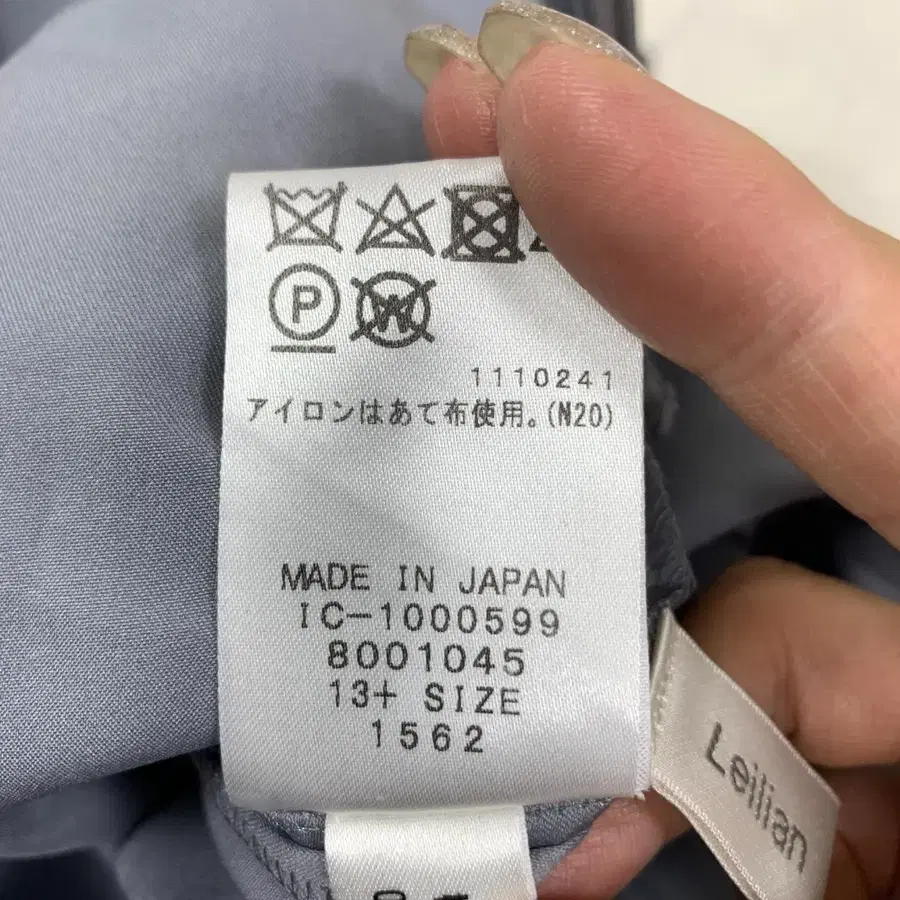 P
W
1110241
アイロンはあて布使用。(N20)
MADE IN JAPAN
IC-1000599
8001045
13+ SIZE
1562
Leilian